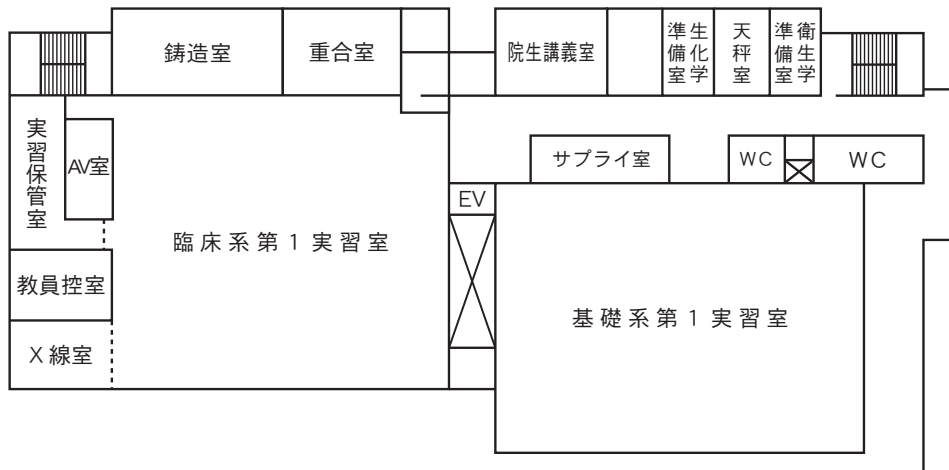 鋳造室
重合室
院生講義室
生化学
準備室
天秤室
衛生学
準備室
実習保管室
AV室
サプライ室
WC
WC
EV
臨床系第1実習室
教員控室
基礎系第1実習室
X線室